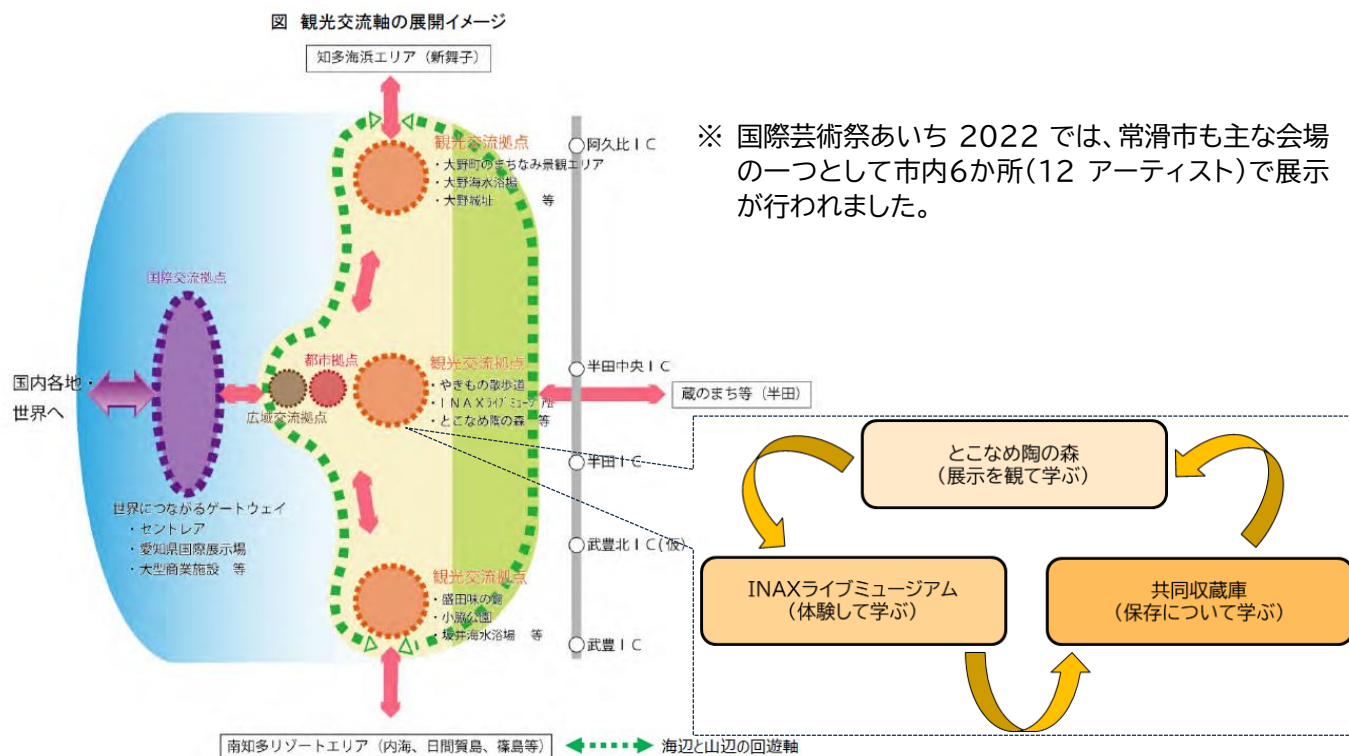 図 観光交流軸の展開イメージ
知多海浜エリア（新舞子）
※ 国際芸術祭あいち 2022 では、常滑市も主な会場
の一つとして市内6か所(12 アーティスト)で展示
が行われました。
阿久比ＩＣ
観光交流拠点
・大野町のまちなみ景観エリア
・大野海水浴場
・大野城址 等
国際交流拠点
国内各地・
世界へ
都市拠点
広域交流拠点
観光交流拠点
・やきもの散歩道
・ＩＮＡＸライブミュージアム
・とこなめ陶の森 等
半田中央ＩＣ
蔵のまち等（半田）
半田ＩＣ
世界につながるゲートウェイ
・セントレア
・愛知県国際展示場
・大型商業施設 等
武豊北ＩＣ(仮)
観光交流拠点
・盛田味の館
・小脇公園
・坂井海水浴場 等
武豊ＩＣ
とこなめ陶の森
（展示を観て学ぶ）
INAXライブミュージアム
（体験して学ぶ）
共同収蔵庫
（保存について学ぶ）
南知多リゾートエリア（内海、日間賀島、篠島等）
海辺と山辺の回遊軸